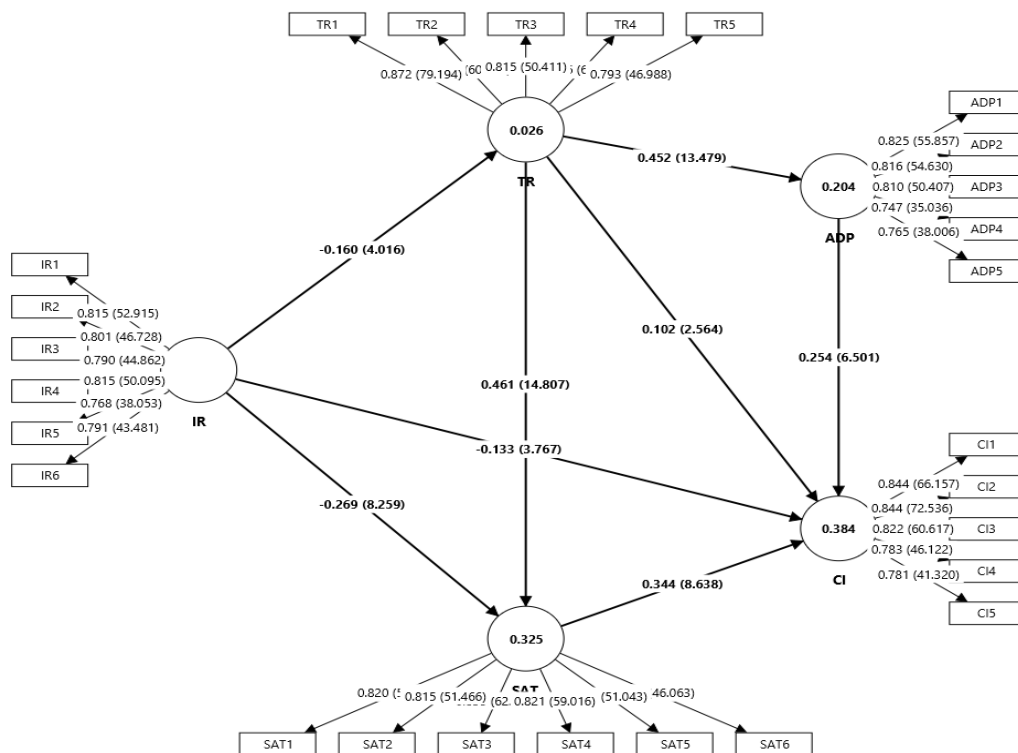 TR1
TR2
TR3
TR4
TR5
0.872 (79.194)
0.815 (50.411)
0.793 (46.988)
0.026
TR
0.452 (13.479)
ADP1
ADP2
ADP3
ADP4
ADP5
0.825 (55.857)
0.816 (54.630)
0.810 (50.407)
0.747 (35.036)
0.765 (38.006)
0.204
ADP
-0.160 (4.016)
IR1
IR2
IR3
IR4
IR5
IR6
0.815 (52.915)
0.801 (46.728)
0.790 (44.862)
0.815 (50.095)
0.768 (38.053)
0.791 (43.481)
IR
0.102 (2.564)
0.254 (6.501)
0.461 (14.807)
-0.133 (3.767)
-0.269 (8.259)
CI1
CI2
CI3
CI4
CI5
0.844 (66.157)
0.844 (72.536)
0.822 (60.617)
0.783 (46.122)
0.781 (41.320)
0.384
CI
0.344 (8.638)
0.325
SAT
0.820
0.815 (51.466)
0.821 (59.016)
51.043)
46.063)
SAT1
SAT2
SAT3
SAT4
SAT5
SAT6